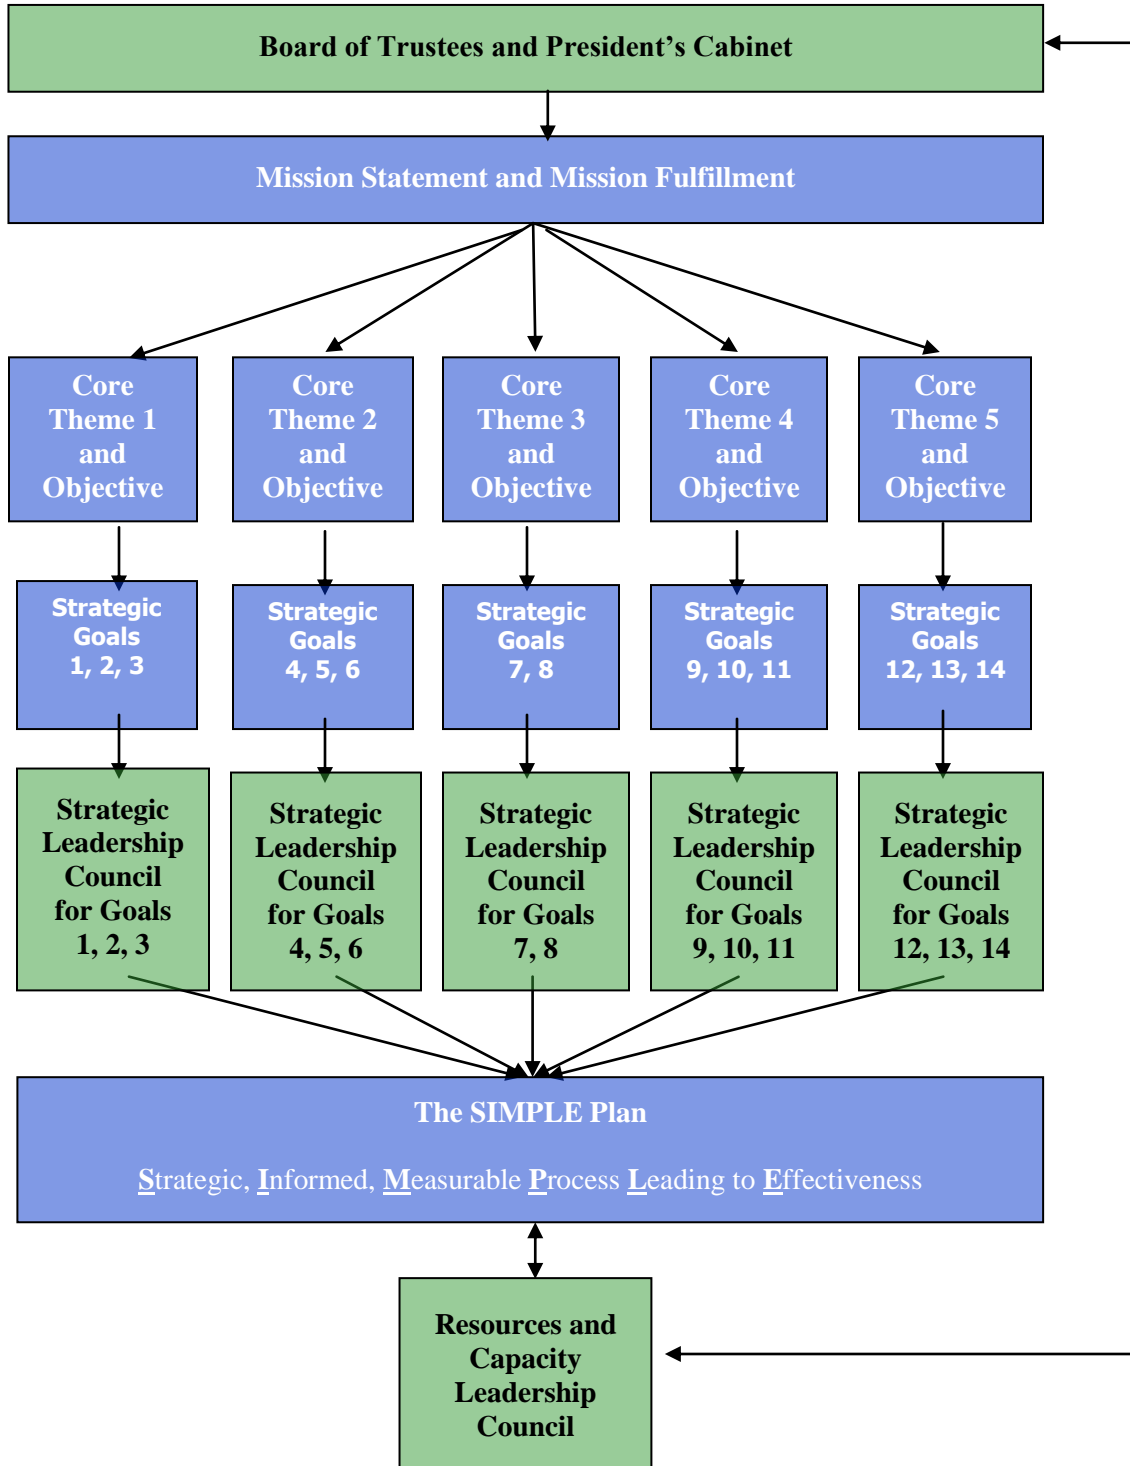 Board of Trustees and President’s Cabinet
Mission Statement and Mission Fulfillment
Core
Theme 1
and
Objective
Core
Theme 2
and
Objective
Core
Theme 3
and
Objective
Core
Theme 4
and
Objective
Core
Theme 5
and
Objective
Strategic
Goals
1, 2, 3
Strategic
Goals
4, 5, 6
Strategic
Goals
7, 8
Strategic
Goals
9, 10, 11
Strategic
Goals
12, 13, 14
Strategic
Leadership
Council
for Goals
1, 2, 3
Strategic
Leadership
Council
for Goals
4, 5, 6
Strategic
Leadership
Council
for Goals
7, 8
Strategic
Leadership
Council
for Goals
9, 10, 11
Strategic
Leadership
Council
for Goals
12, 13, 14
The SIMPLE Plan
Strategic, Informed, Measurable Process Leading to Effectiveness
Resources and
Capacity
Leadership
Council